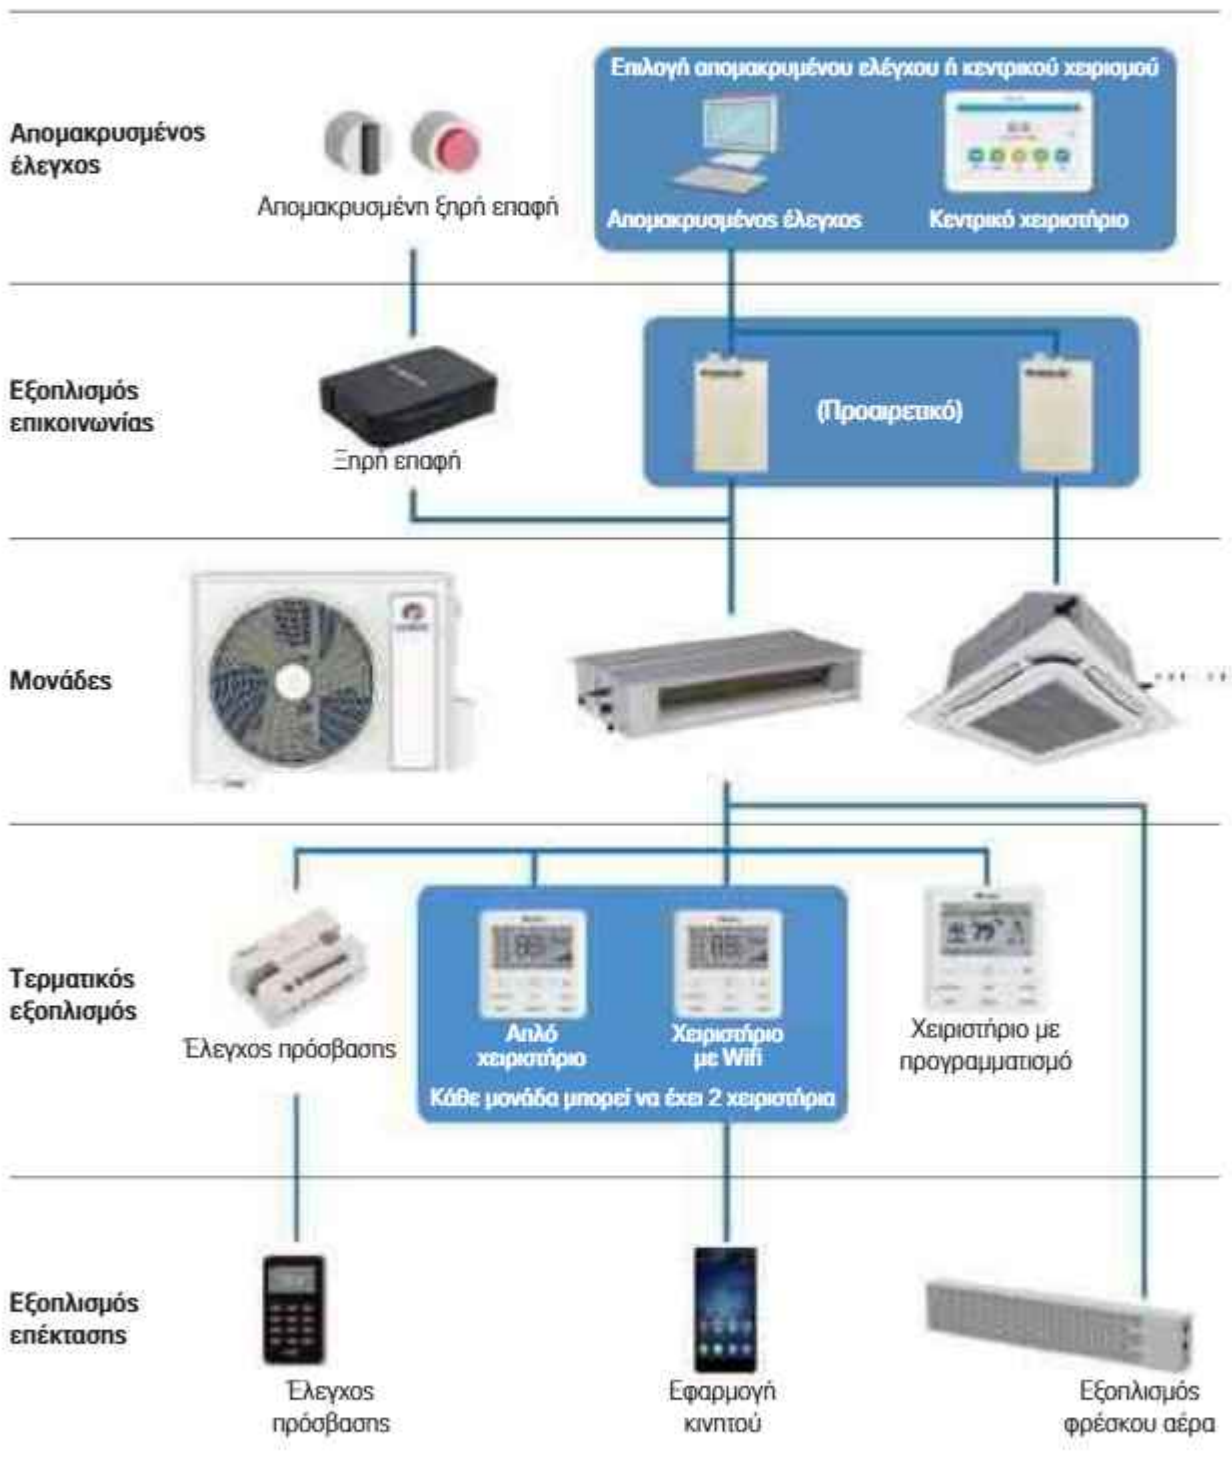 Επιλογή απομακρυμένου ελέγχου ή κεντρικού χειρισμού
Απομακρυσμένος
έλεγχος
Απομακρυσμένη ξηρή επαφή
Απομακρυσμένος έλεγχος
Κεντρικό χειριστήριο
Εξοπλισμός
επικοινωνίας
(Προαιρετικό)
Ξηρή επαφή
Μονάδες
Τερματικός
εξοπλισμός
Έλεγχος πρόσβασης
Απλό
χειριστήριο
Χειριστήριο
με Wifi
Χειριστήριο με
προγραμματισμό
Κάθε μονάδα μπορεί να έχει 2 χειριστήρια
Εξοπλισμός
επέκτασης
Έλεγχος
πρόσβασης
Εφαρμογή
κινητού
Εξοπλισμός
φρέσκου αέρα